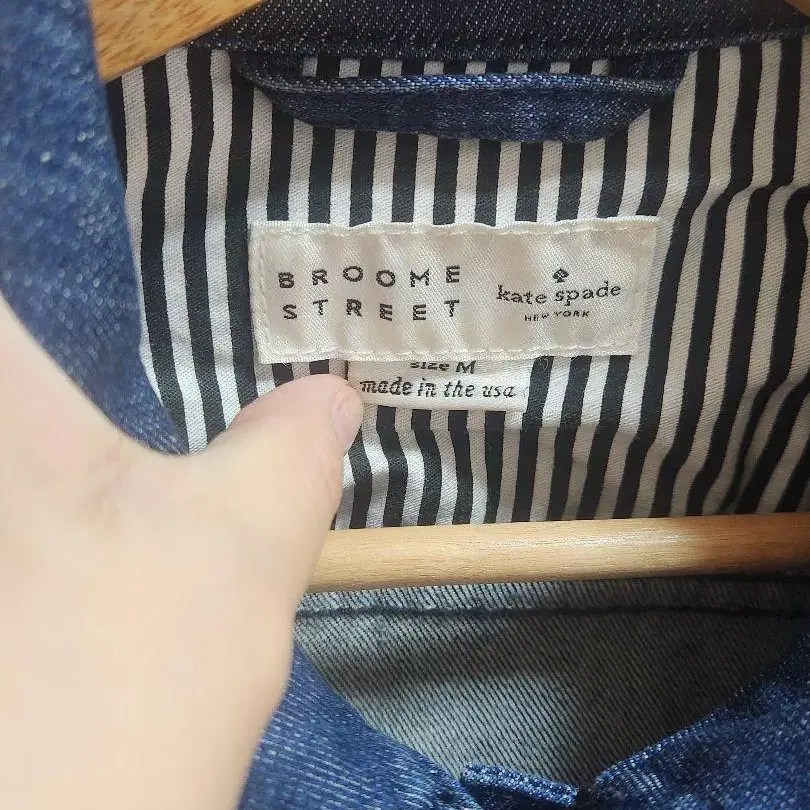 BROOME
STREET
kate spade
NEW YORK
size M
made in the usa